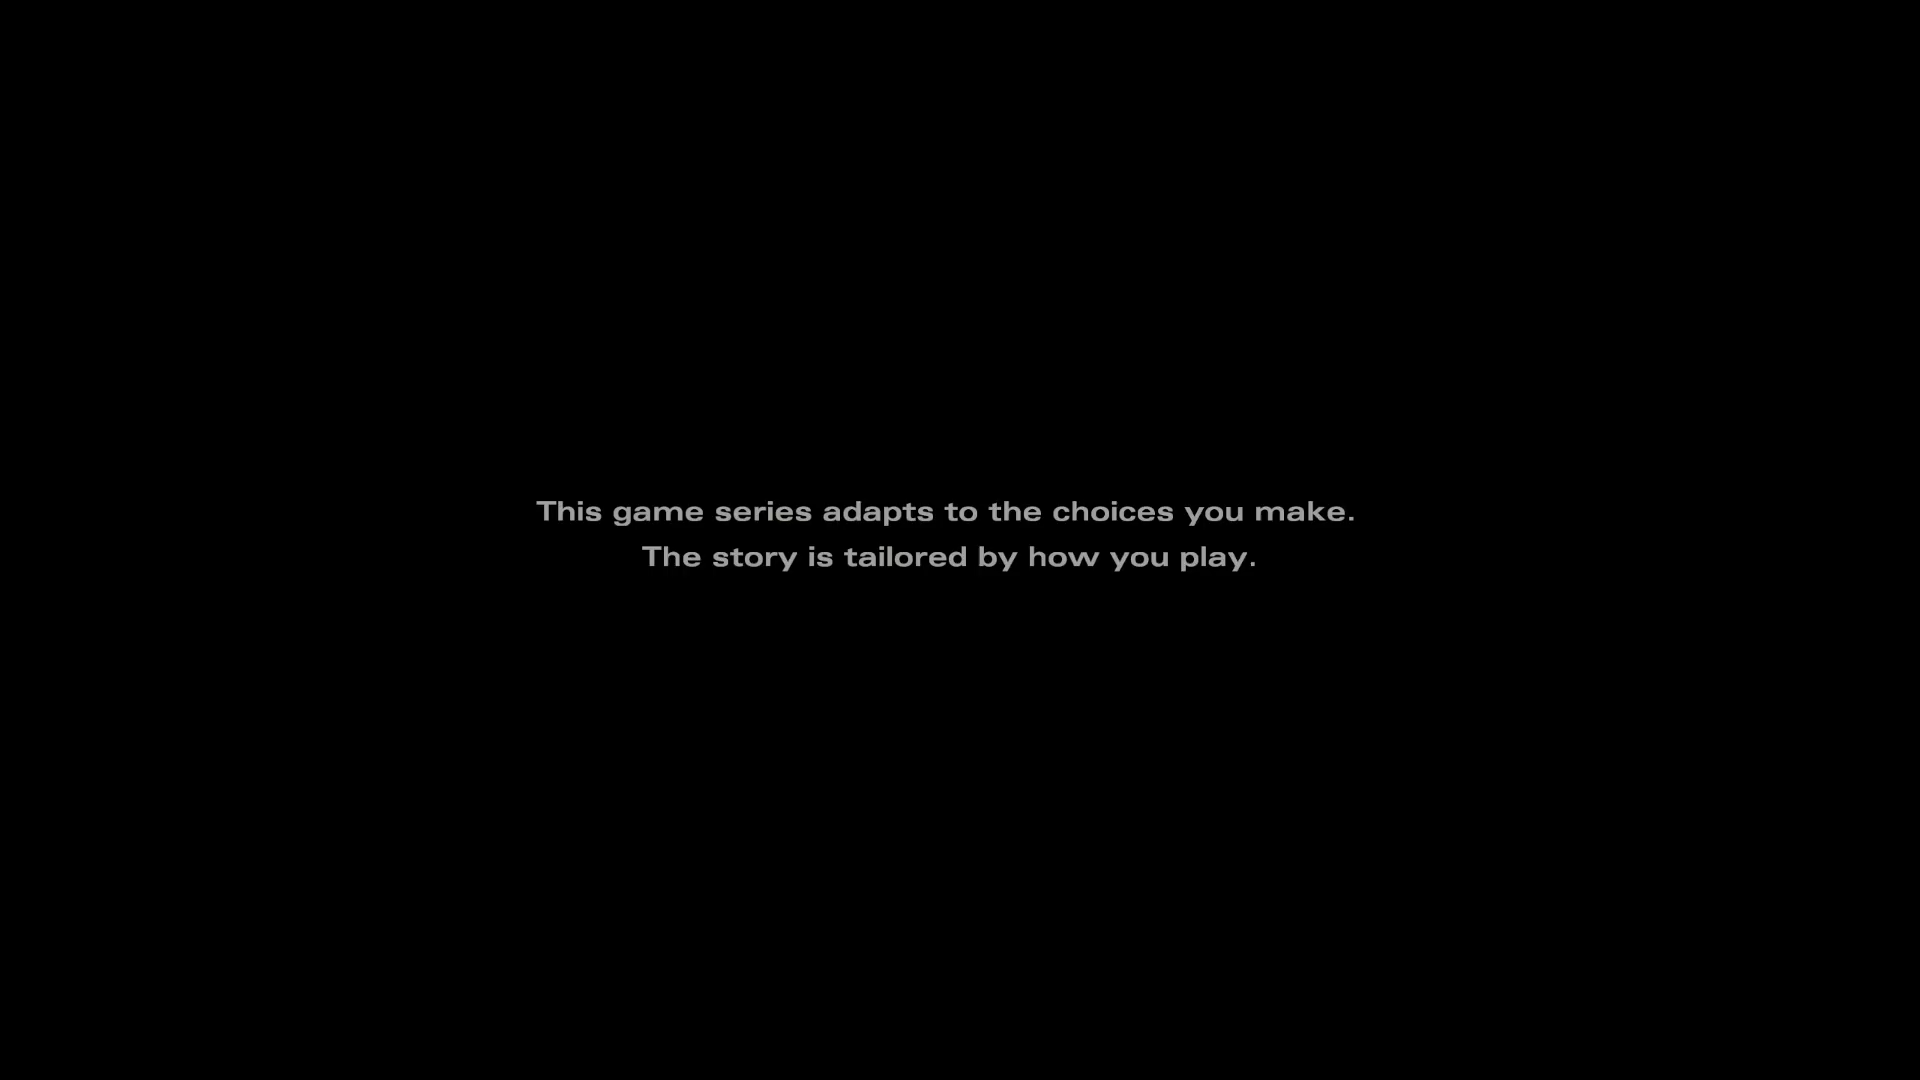 This game series adapts to the choices you make.
The story is tailored by how you play.